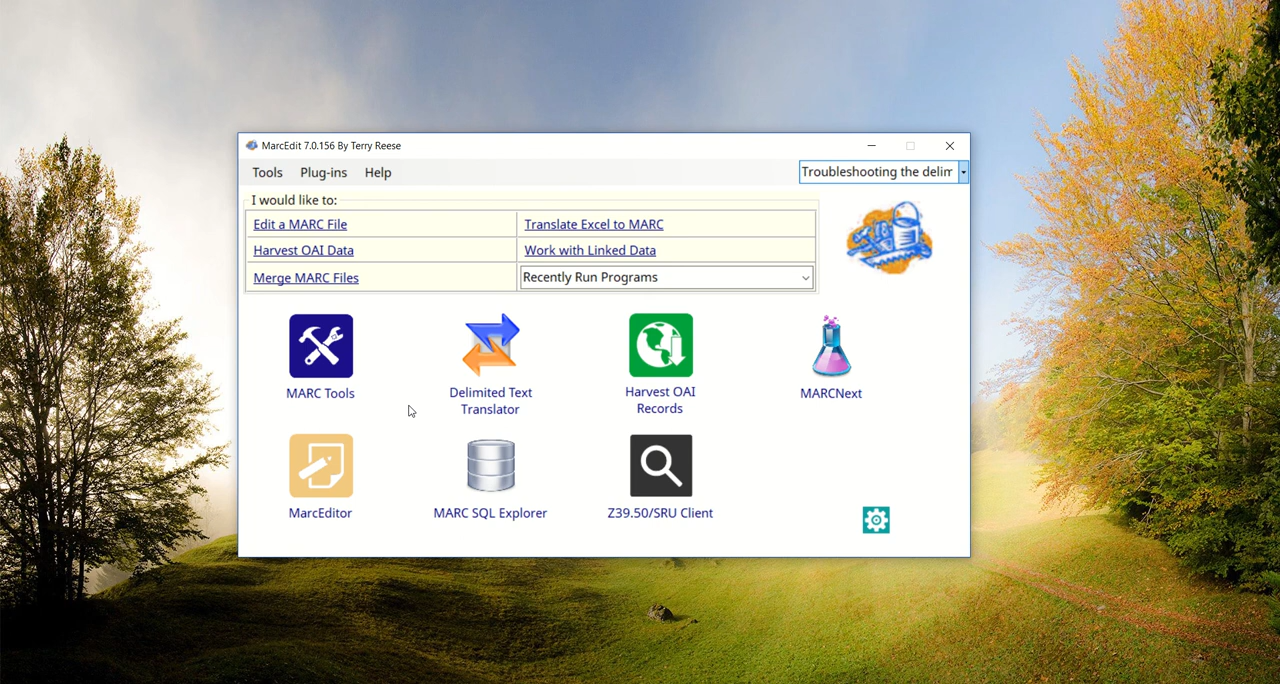 MarcEdit 7.0.156 By Terry Reese
Tools Plug-ins Help
Troubleshooting the delim
I would like to:
Edit a MARC File
Translate Excel to MARC
Harvest OAI Data
Work with Linked Data
Merge MARC Files
Recently Run Programs
MARC Tools
Delimited Text
Translator
Harvest OAI
Records
MARCNext
MarcEditor
MARC SQL Explorer
Z39.50/SRU Client